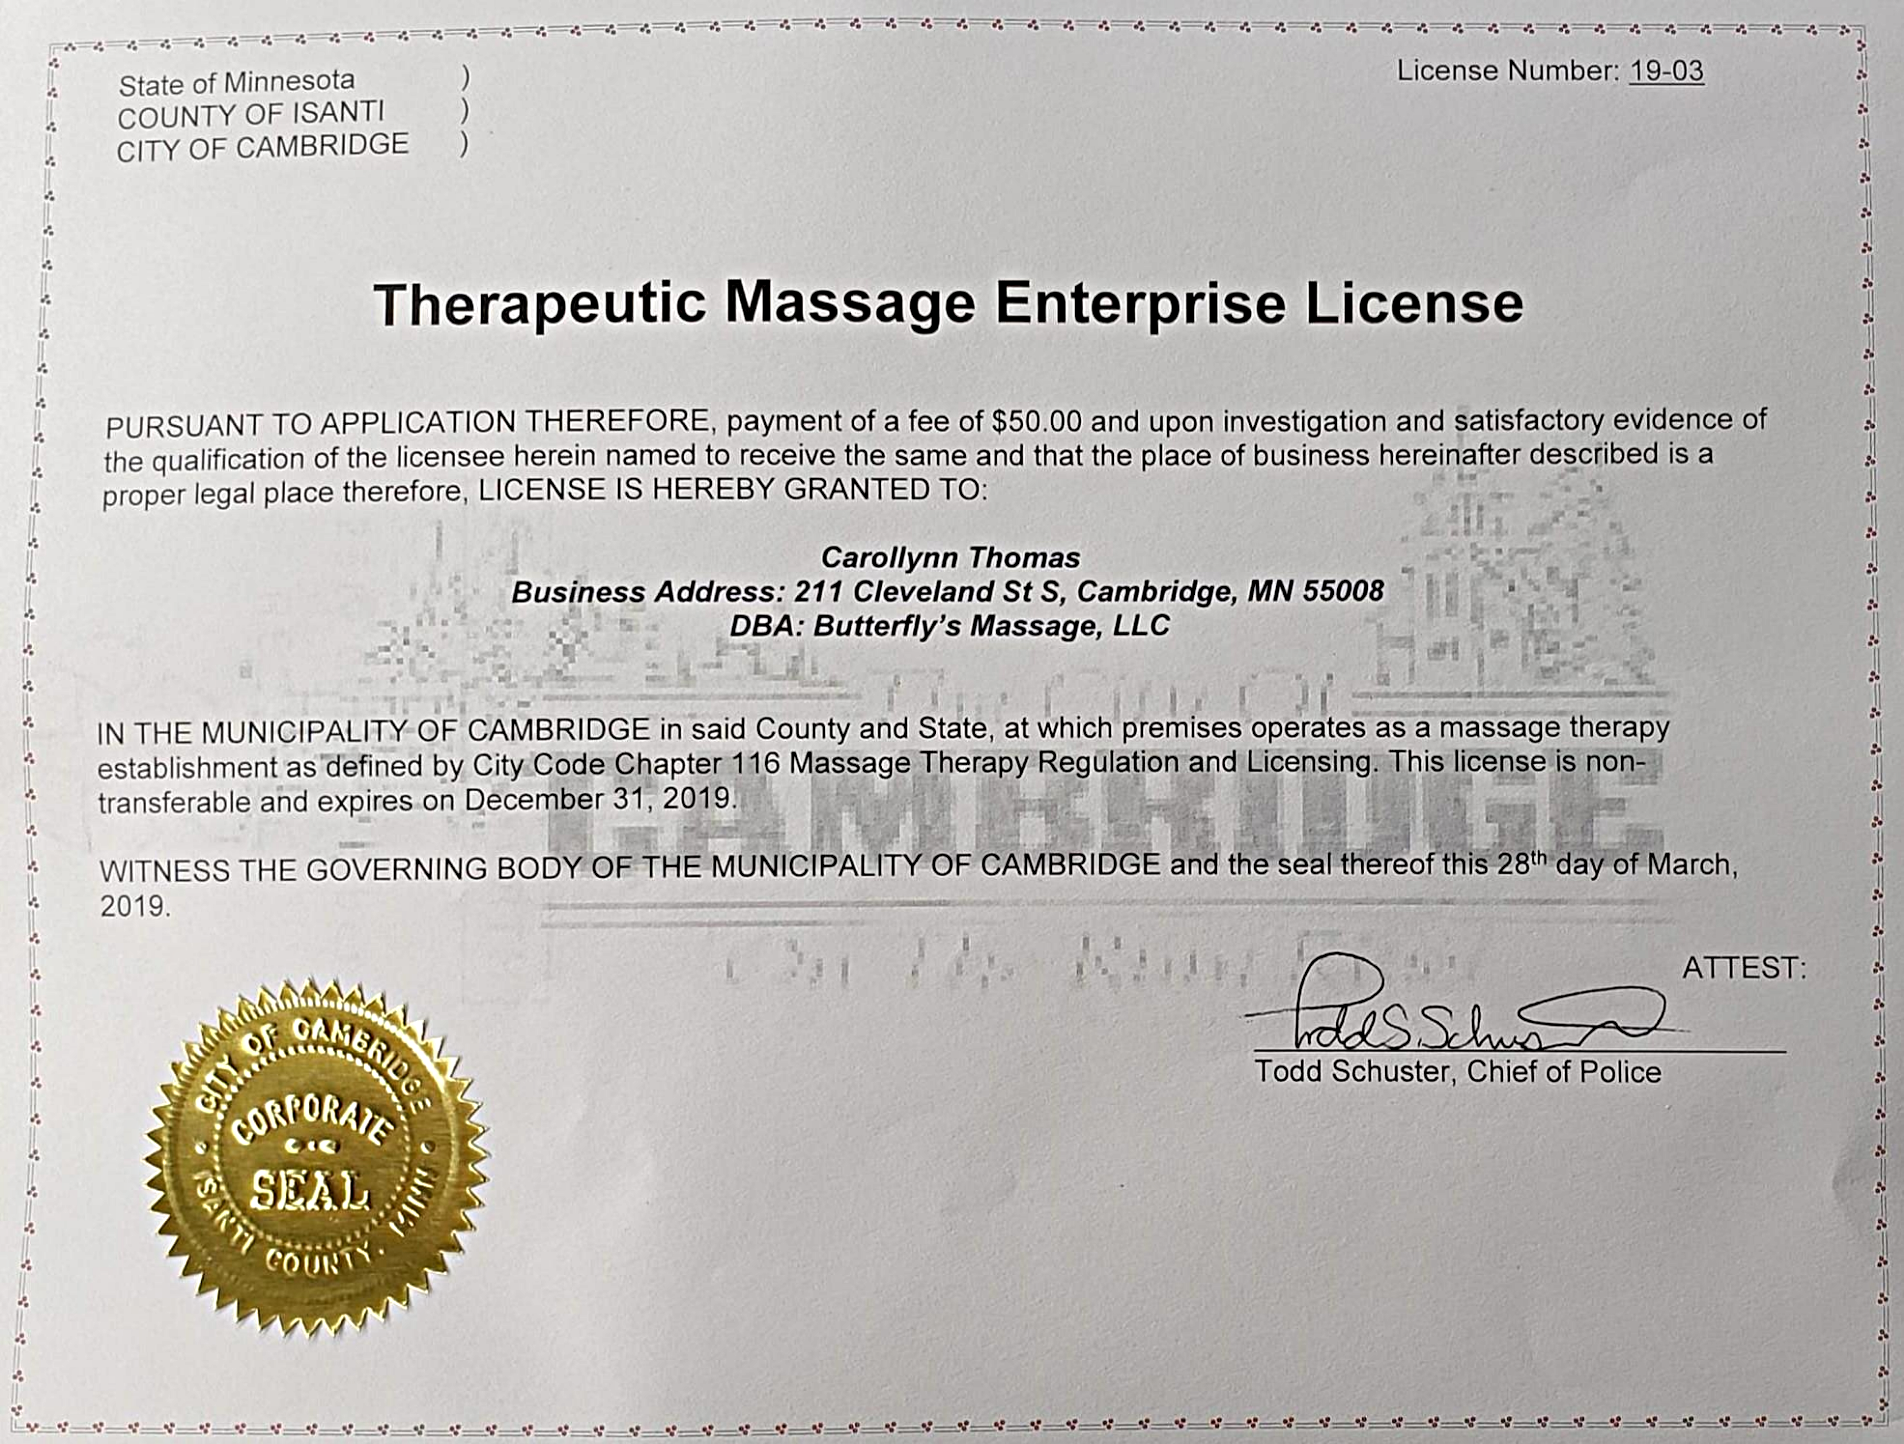 State of Minnesota )
COUNTY OF ISANTI )
CITY OF CAMBRIDGE )
License Number: 19-03
Therapeutic Massage Enterprise License
PURSUANT TO APPLICATION THEREFORE, payment of a fee of $50.00 and upon investigation and satisfactory evidence of
the qualification of the licensee herein named to receive the same and that the place of business hereinafter described is a
proper legal place therefore, LICENSE IS HEREBY GRANTED TO:
Carollynn Thomas
Business Address: 211 Cleveland St S, Cambridge, MN 55008
DBA: Butterfly's Massage, LLC
The City Of
IN THE MUNICIPALITY OF CAMBRIDGE in said County and State, at which premises operates as a massage therapy
establishment as defined by City Code Chapter 116 Massage Therapy Regulation and Licensing. This license is non-
transferable and expires on December 31, 2019.
CAMBRIDGE
WITNESS THE GOVERNING BODY OF THE MUNICIPALITY OF CAMBRIDGE and the seal thereof this 28th day of March,
2019.
ATTEST:
Todd S. Schuster
Todd Schuster, Chief of Police
CITY OF CAMBRIDGE
CORPORATE
SEAL
ISANTI COUNTY, MINN